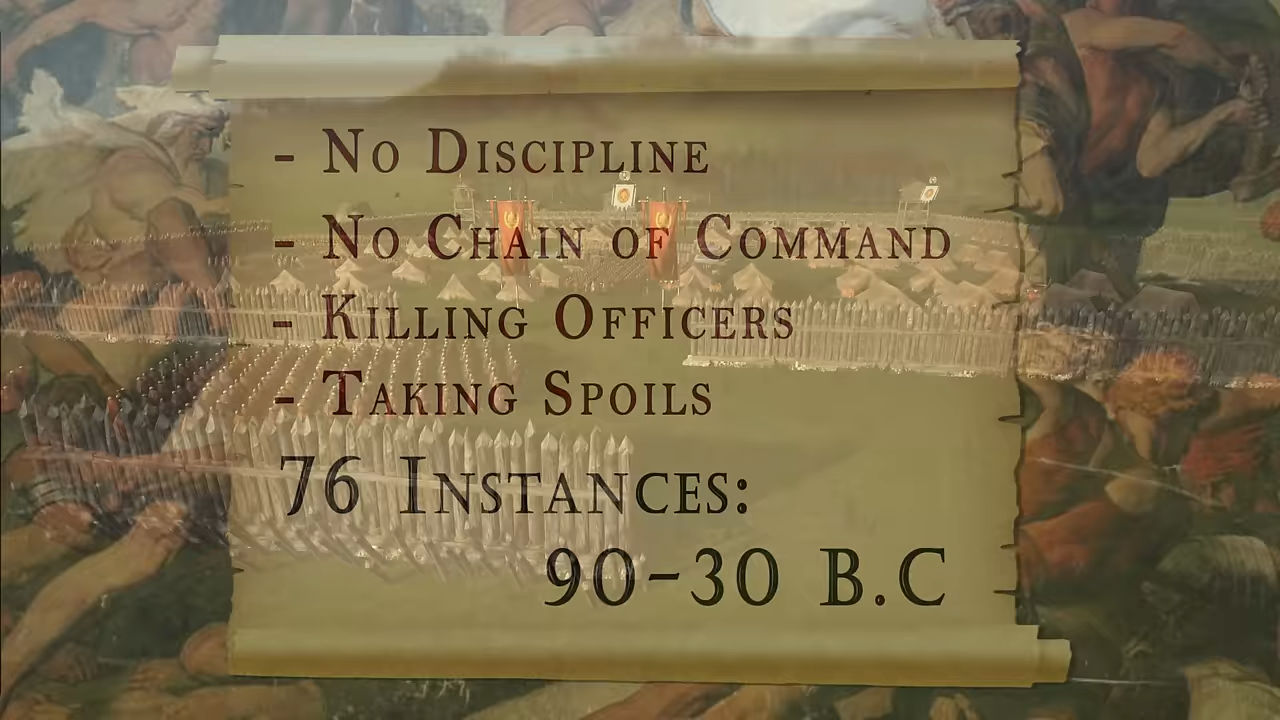 - No Discipline
- No Chain of Command
- Killing Officers
- Taking Spoils
76 Instances:
90-30 B.C